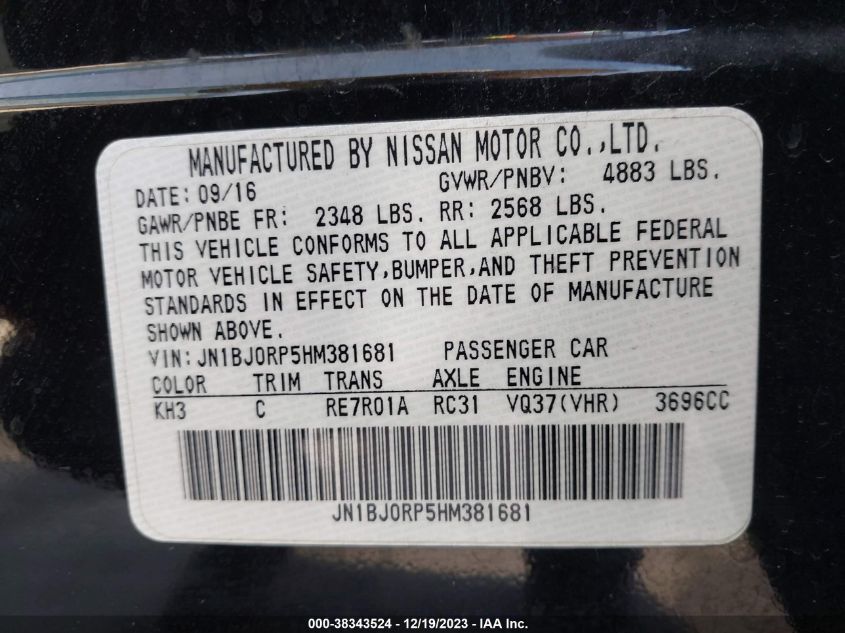 MANUFACTURED BY NISSAN MOTOR CO.,LTD.
DATE: 09/16 GVWR/PNBV: 4883 LBS.
GAWR/PNBE FR: 2348 LBS. RR: 2568 LBS.
THIS VEHICLE CONFORMS TO ALL APPLICABLE FEDERAL
MOTOR VEHICLE SAFETY,BUMPER,AND THEFT PREVENTION
STANDARDS IN EFFECT ON THE DATE OF MANUFACTURE
SHOWN ABOVE.
VIN: JN1BJ0RP5HM381681 PASSENGER CAR
COLOR TRIM TRANS AXLE ENGINE
KH3 C RE7R01A RC31 VQ37(VHR) 3696CC
JN1BJ0RP5HM381681
000-38343524 - 12/19/2023 - IAA Inc.